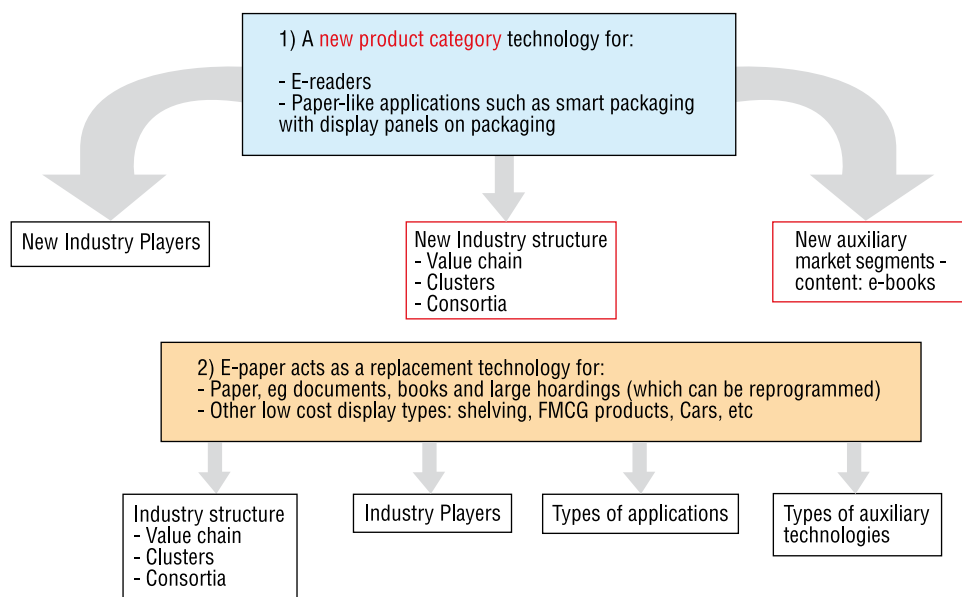 1) A new product category technology for:
- E-readers
- Paper-like applications such as smart packaging
with display panels on packaging
New Industry Players
New Industry structure
- Value chain
- Clusters
- Consortia
New auxiliary
market segments -
content: e-books
2) E-paper acts as a replacement technology for:
- Paper, eg documents, books and large hoardings (which can be reprogrammed)
- Other low cost display types: shelving, FMCG products, Cars, etc
Industry structure
- Value chain
- Clusters
- Consortia
Industry Players
Types of applications
Types of auxiliary
technologies